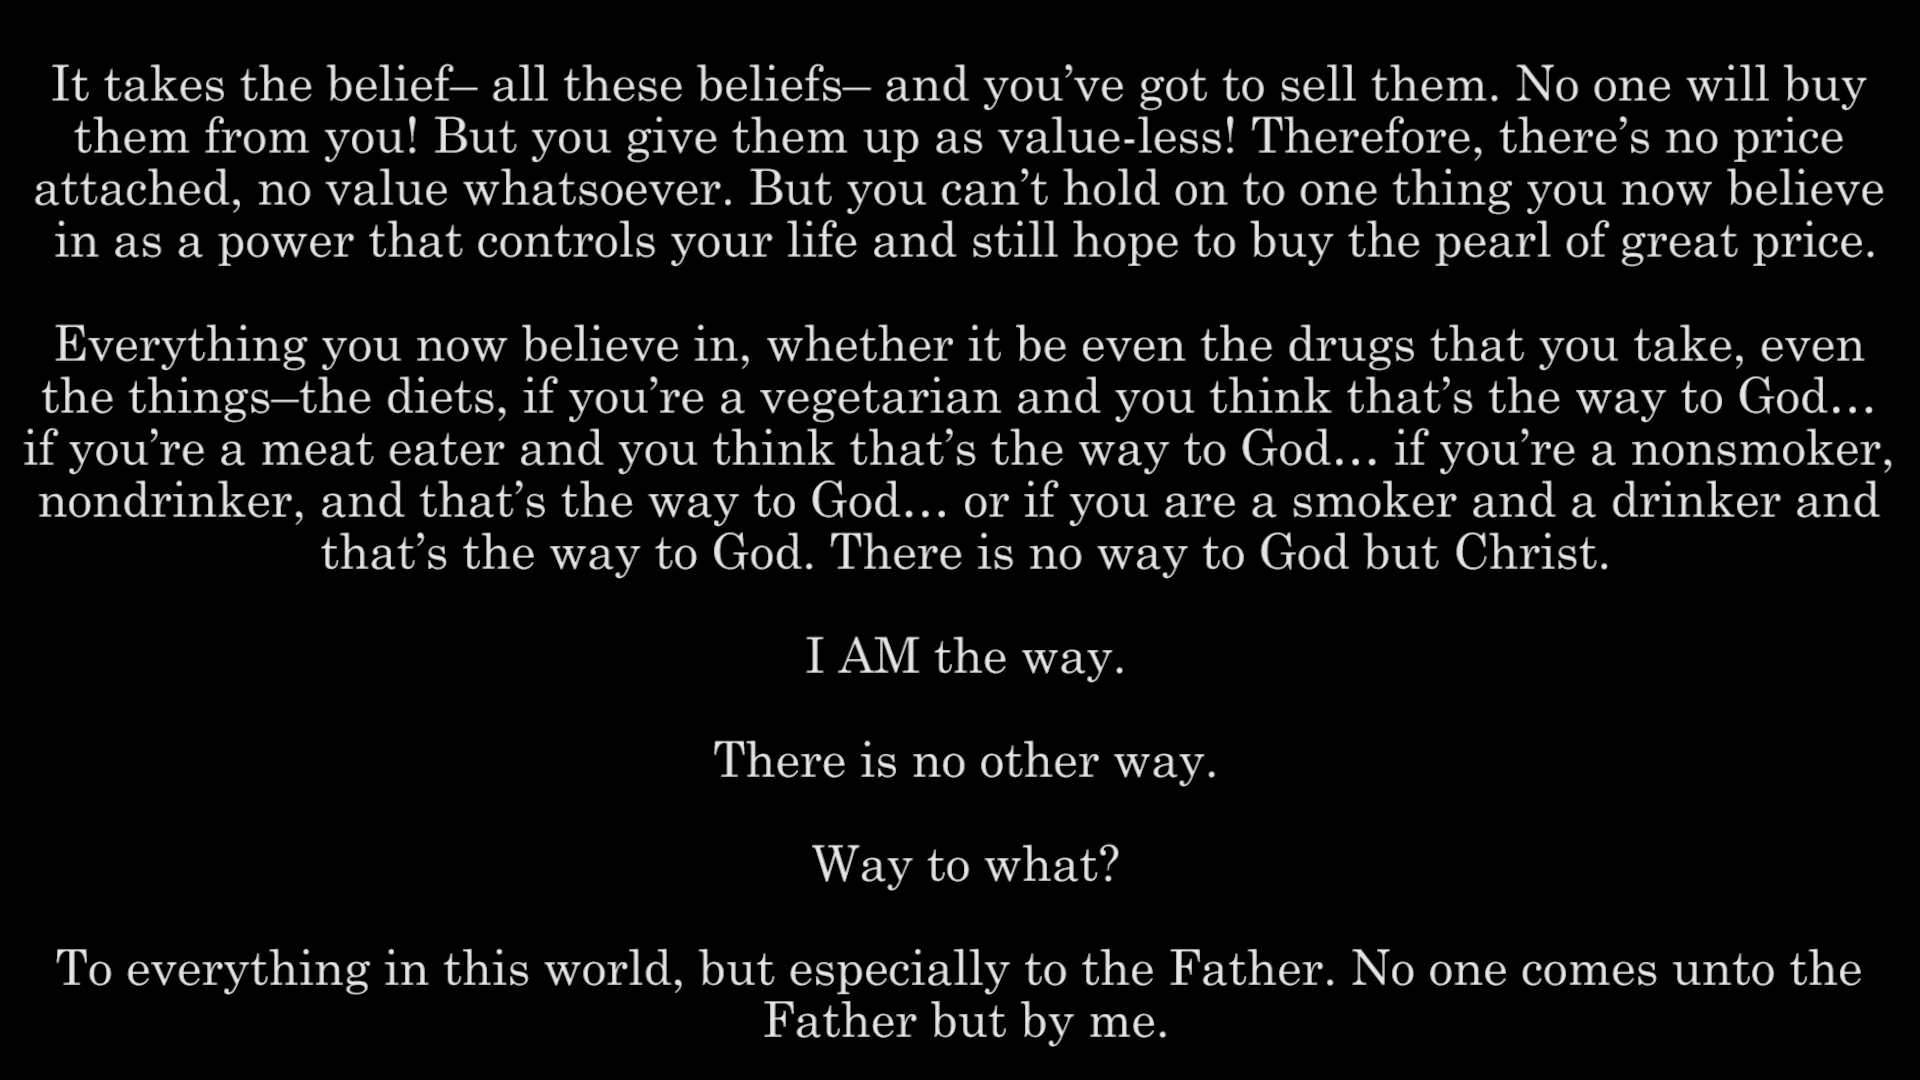 It takes the belief– all these beliefs– and you’ve got to sell them. No one will buy
them from you! But you give them up as value-less! Therefore, there’s no price
attached, no value whatsoever. But you can’t hold on to one thing you now believe
in as a power that controls your life and still hope to buy the pearl of great price.
Everything you now believe in, whether it be even the drugs that you take, even
the things–the diets, if you’re a vegetarian and you think that’s the way to God…
if you’re a meat eater and you think that’s the way to God… if you’re a nonsmoker,
nondrinker, and that’s the way to God… or if you are a smoker and a drinker and
that’s the way to God. There is no way to God but Christ.
I AM the way.
There is no other way.
Way to what?
To everything in this world, but especially to the Father. No one comes unto the
Father but by me.